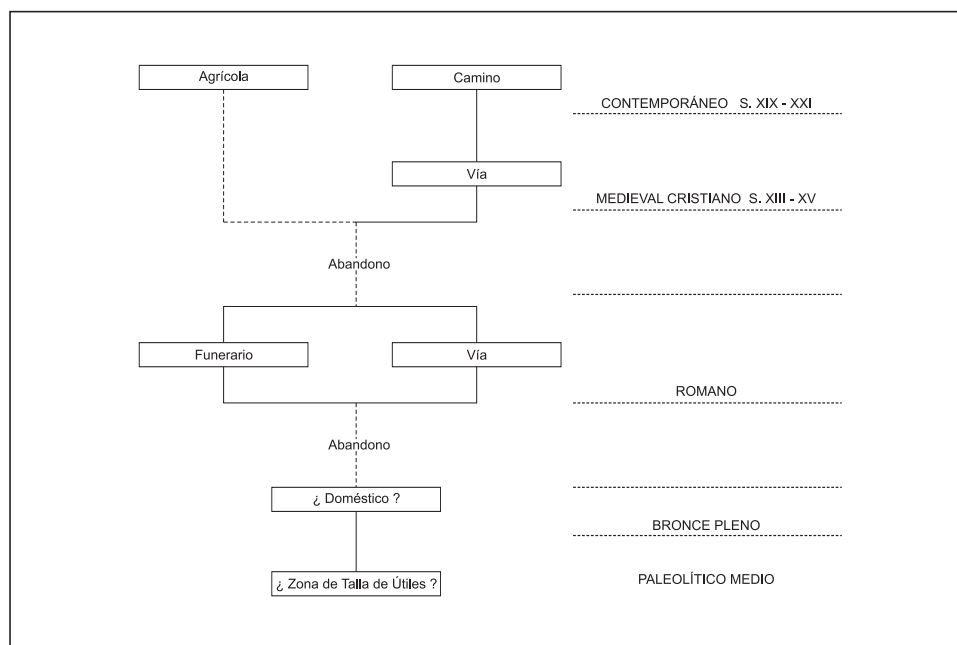 Agrícola
Camino
CONTEMPORÁNEO S. XIX - XXI
Vía
MEDIEVAL CRISTIANO S. XIII - XV
Abandono
Funerario
Vía
ROMANO
Abandono
¿ Doméstico ?
BRONCE PLENO
¿ Zona de Talla de Útiles ?
PALEOLÍTICO MEDIO